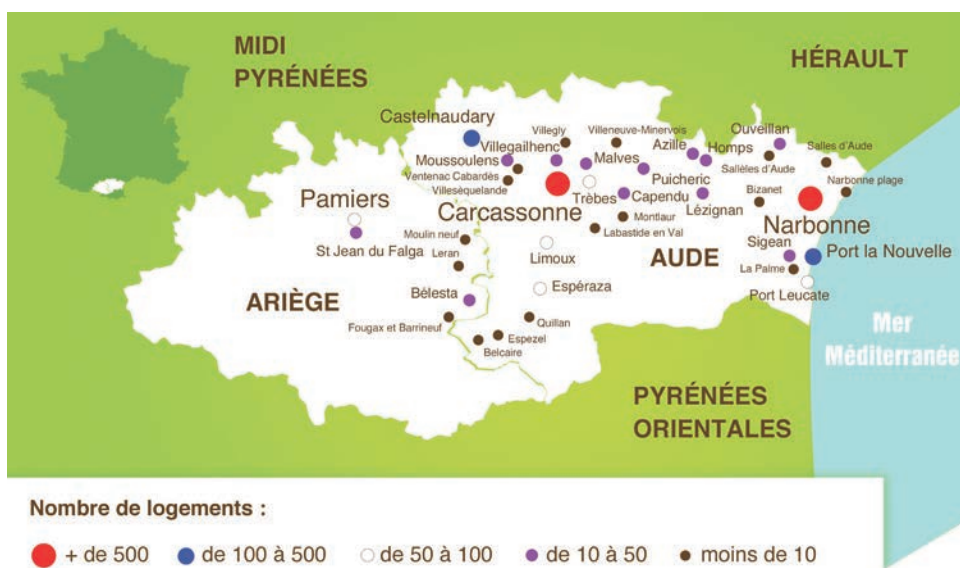 MIDI
PYRÉNÉES
HÉRAULT
Castelnaudary
Villegly
Villeneuve-Minervois
Ouveillan
Azille
Homps
Villegailhenc
Moussoulens
Malves
Salles d'Aude
Sallèles d'Aude
Ventenac Cabardès
Villesèquelande
Puicheric
Narbonne plage
Pamiers
Trèbes
Capendu
Bizanet
Carcassonne
Lézignan
Montlaur
Narbonne
Moulin neuf
Labastide en Val
St Jean du Falga
Sigean
Port la Nouvelle
Leran
Limoux
AUDE
La Palme
ARIÈGE
Bélesta
Espéraza
Port Leucate
Fougax et Barrineuf
Quillan
Mer
Méditerranée
Espezel
Belcaire
PYRÉNÉES
ORIENTALES
Nombre de logements :
+ de 500
de 100 à 500
de 50 à 100
de 10 à 50
moins de 10